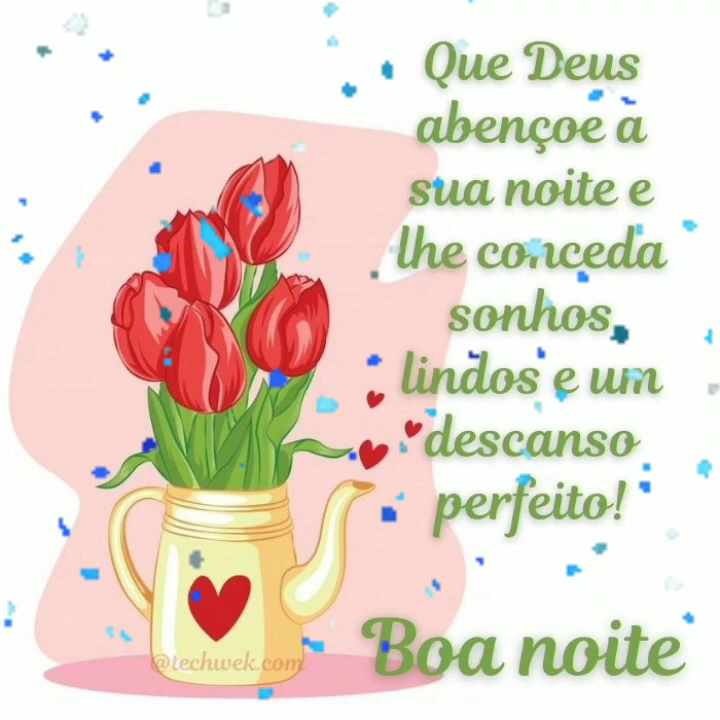 Que Deus
abençoe a
sua noite e
lhe conceda
sonhos
lindos e um
descanso
perfeito!
Boa noite
@techwek.com